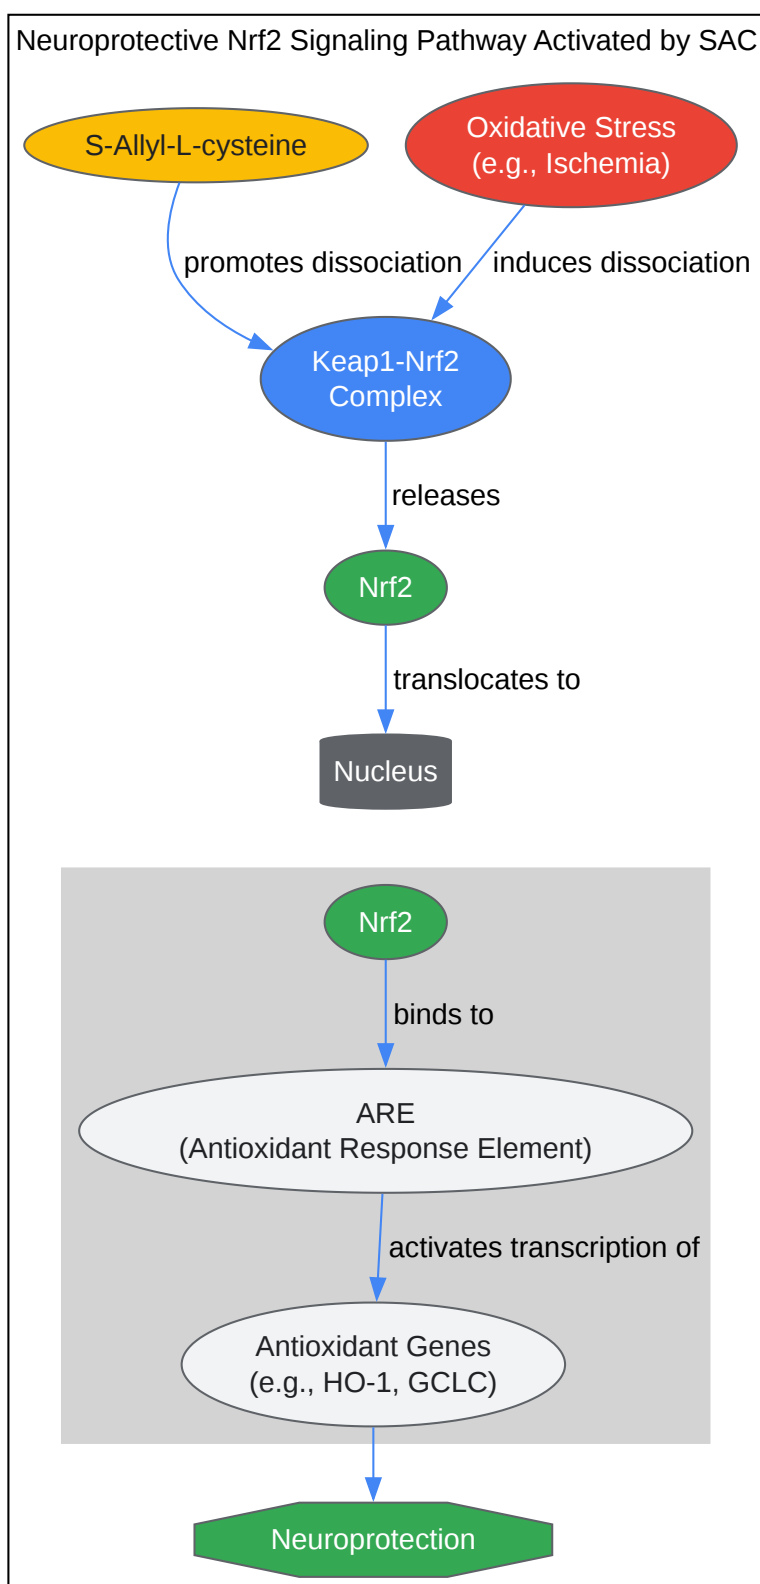 Neuroprotective Nrf2 Signaling Pathway Activated by SAC
S-Allyl-L-cysteine
Oxidative Stress
(e.g., Ischemia)
promotes dissociation
induces dissociation
Keap1-Nrf2
Complex
releases
Nrf2
translocates to
Nucleus
Nrf2
binds to
ARE
(Antioxidant Response Element)
activates transcription of
Antioxidant Genes
(e.g., HO-1, GCLC)
Neuroprotection